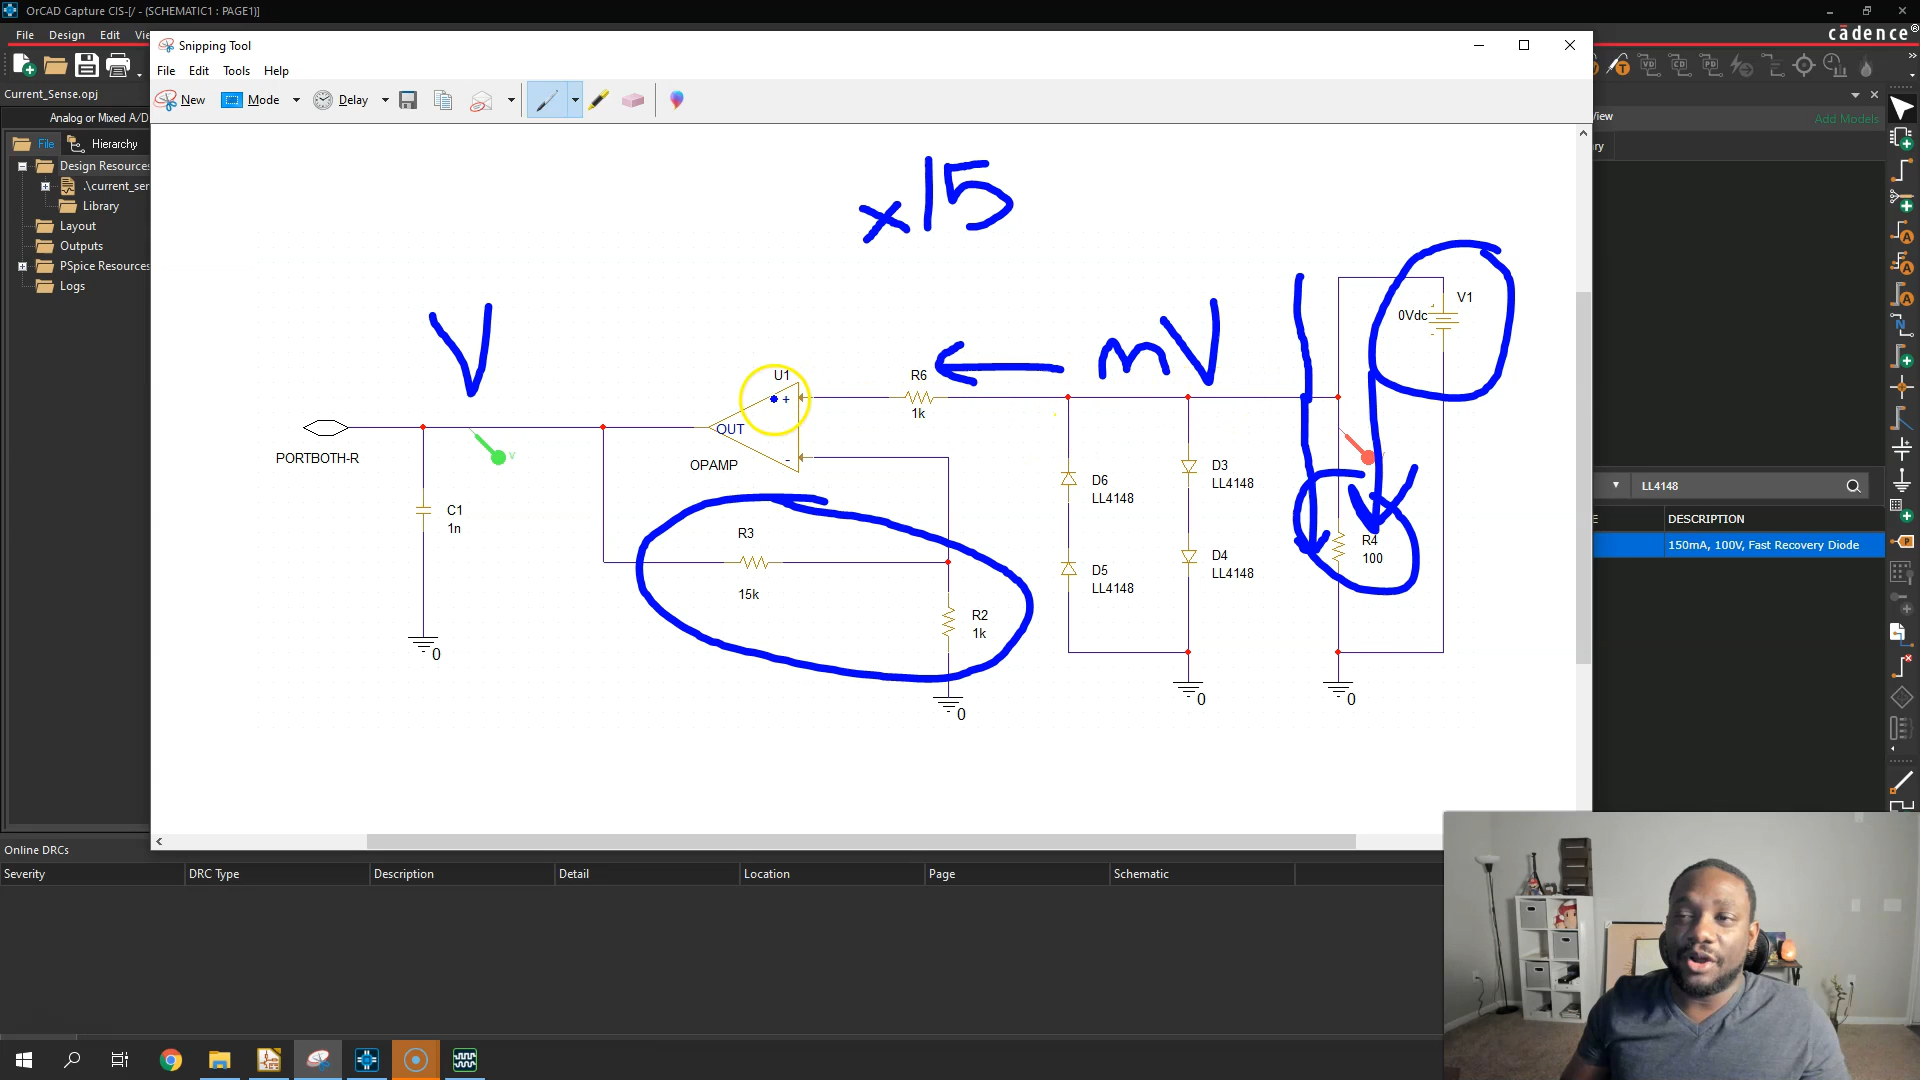 OrCAD Capture CIS-[/ - (SCHEMATIC1 : PAGE1)]
File Design Edit
cādence®
Snipping Tool
File Edit Tools Help
New Mode Delay
Current_Sense.opj
Analog or Mixed A/D
File Hierarchy
Design Resources
.\current_ser
Library
Layout
Outputs
PSpice Resources
Logs
Add Models
x15
V
mV
V1
0Vdc
+
-
U1
+
OUT
-
OPAMP
R6
1k
PORTBOTH-R
V
C1
1n
0
R3
15k
R2
1k
0
D6
LL4148
D5
LL4148
D3
LL4148
D4
LL4148
0
R4
100
0
LL4148
DESCRIPTION
150mA, 100V, Fast Recovery Diode
Online DRCs
Severity DRC Type Description Detail Location Page Schematic